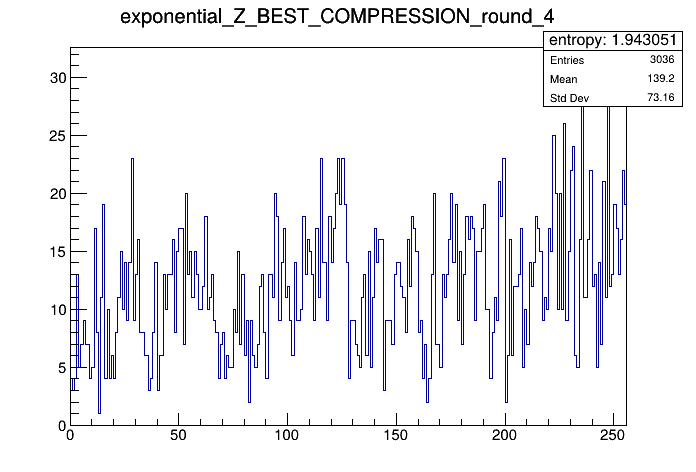 exponential_Z_BEST_COMPRESSION_round_4
entropy: 1.943051
Entries 3036
Mean 139.2
Std Dev 73.16
30
25
20
15
10
5
0
0 50 100 150 200 250